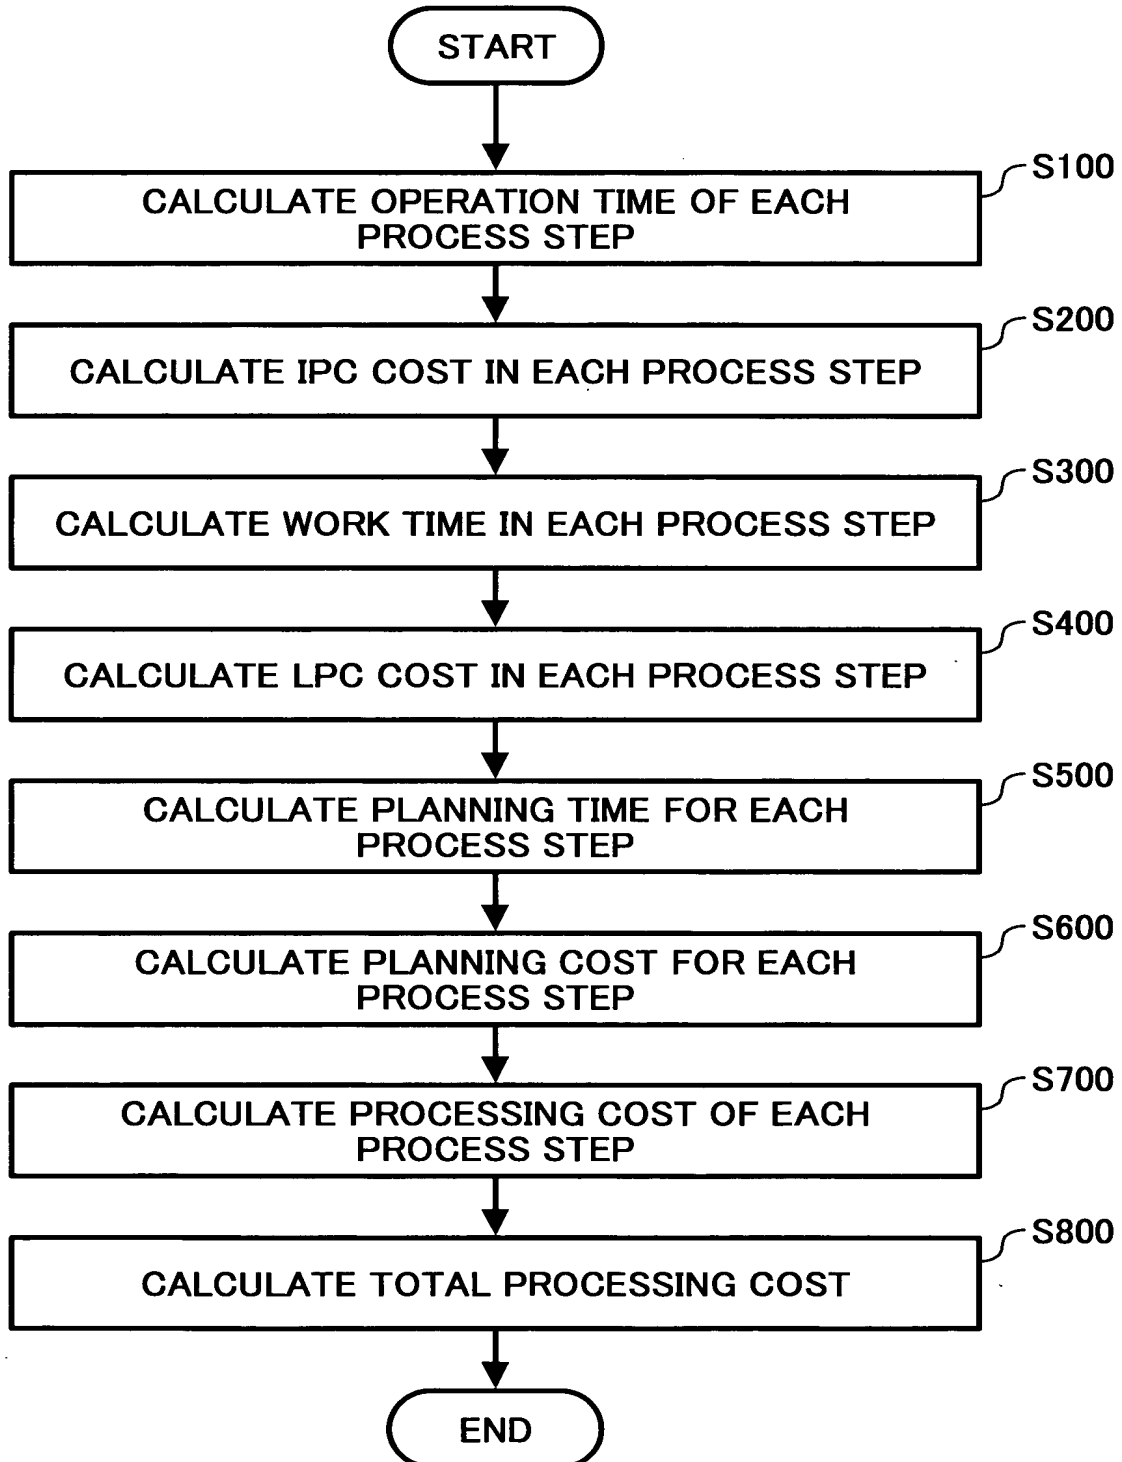 START
S100
CALCULATE OPERATION TIME OF EACH
PROCESS STEP
S200
CALCULATE IPC COST IN EACH PROCESS STEP
S300
CALCULATE WORK TIME IN EACH PROCESS STEP
S400
CALCULATE LPC COST IN EACH PROCESS STEP
S500
CALCULATE PLANNING TIME FOR EACH
PROCESS STEP
S600
CALCULATE PLANNING COST FOR EACH
PROCESS STEP
S700
CALCULATE PROCESSING COST OF EACH
PROCESS STEP
S800
CALCULATE TOTAL PROCESSING COST
END